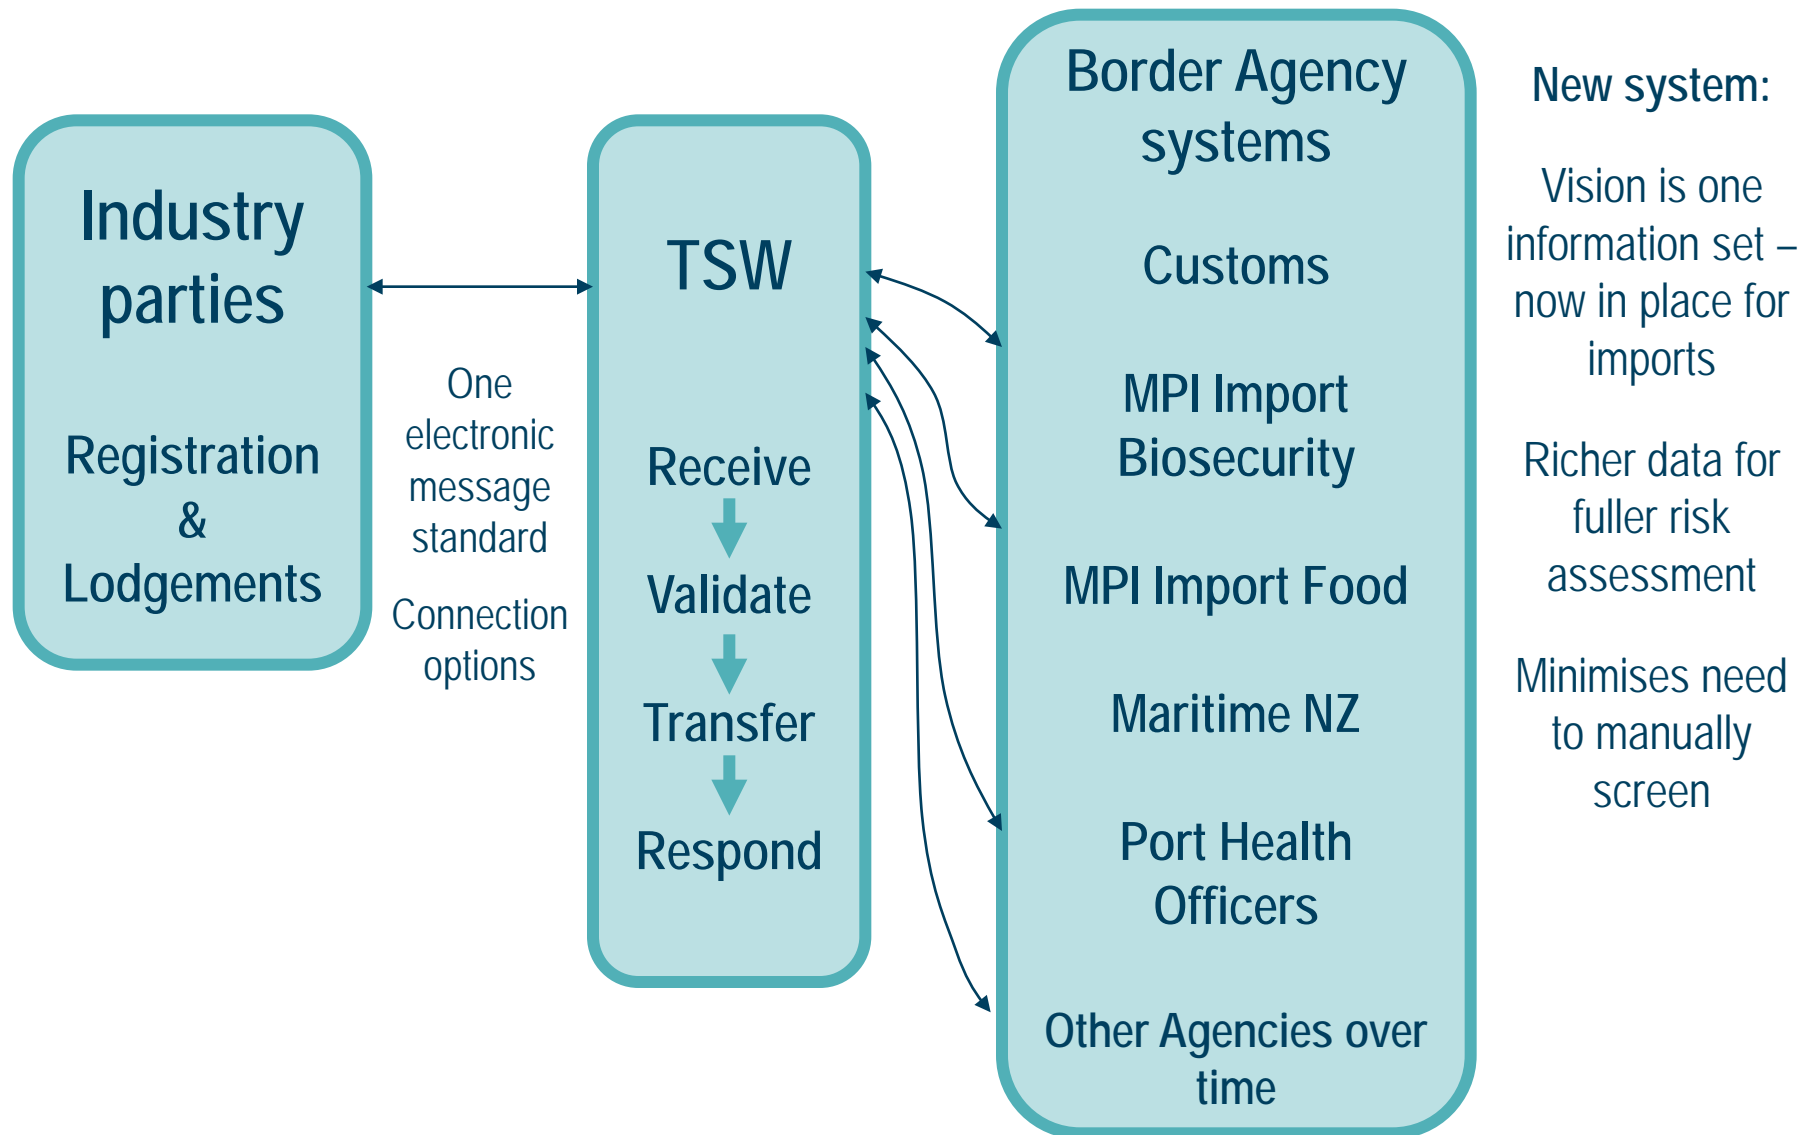 Industry
parties
Registration
&
Lodgements
One
electronic
message
standard
Connection
options
TSW
Receive
Validate
Transfer
Respond
Border Agency
systems
Customs
MPI Import
Biosecurity
MPI Import Food
Maritime NZ
Port Health
Officers
Other Agencies over
time
New system:
Vision is one
information set –
now in place for
imports
Richer data for
fuller risk
assessment
Minimises need
to manually
screen